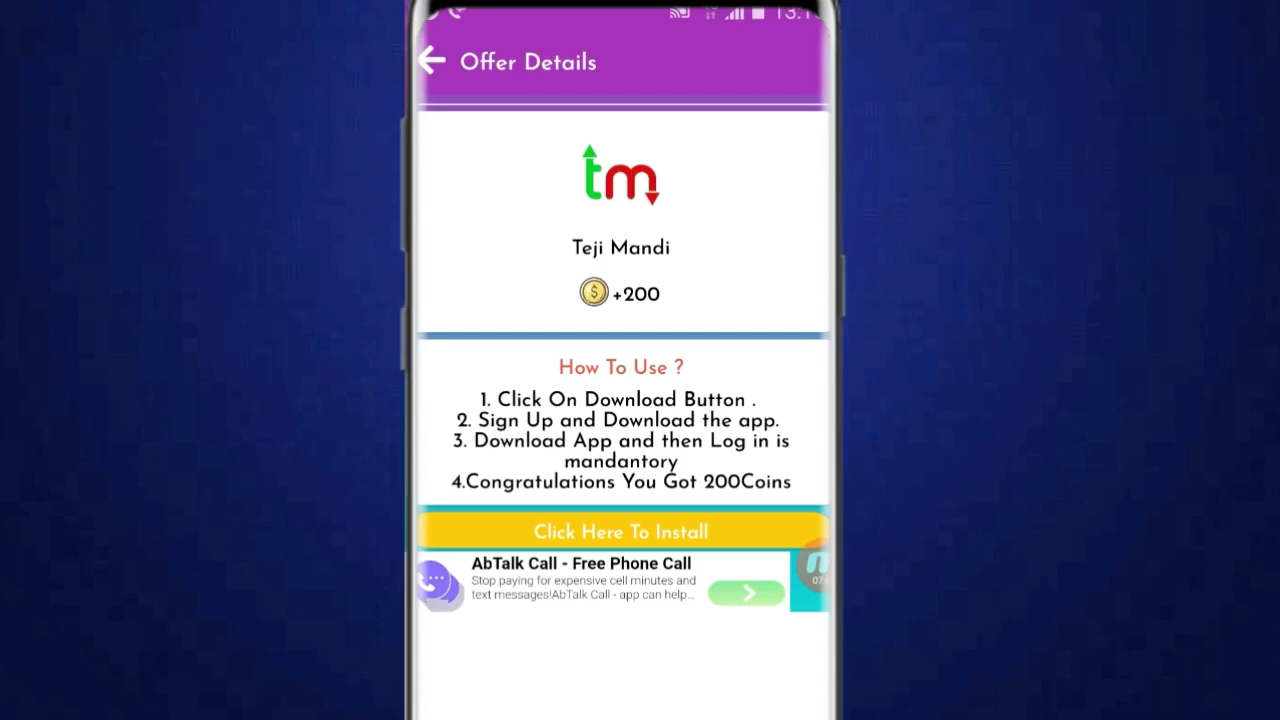 Offer Details
tm
Teji Mandi
+200
How To Use ?
1. Click On Download Button .
2. Sign Up and Download the app.
3. Download App and then Log in is
mandantory
4.Congratulations You Got 200Coins
Click Here To Install
AbTalk Call - Free Phone Call
Stop paying for expensive cell minutes and
text messages!AbTalk Call - app can help...